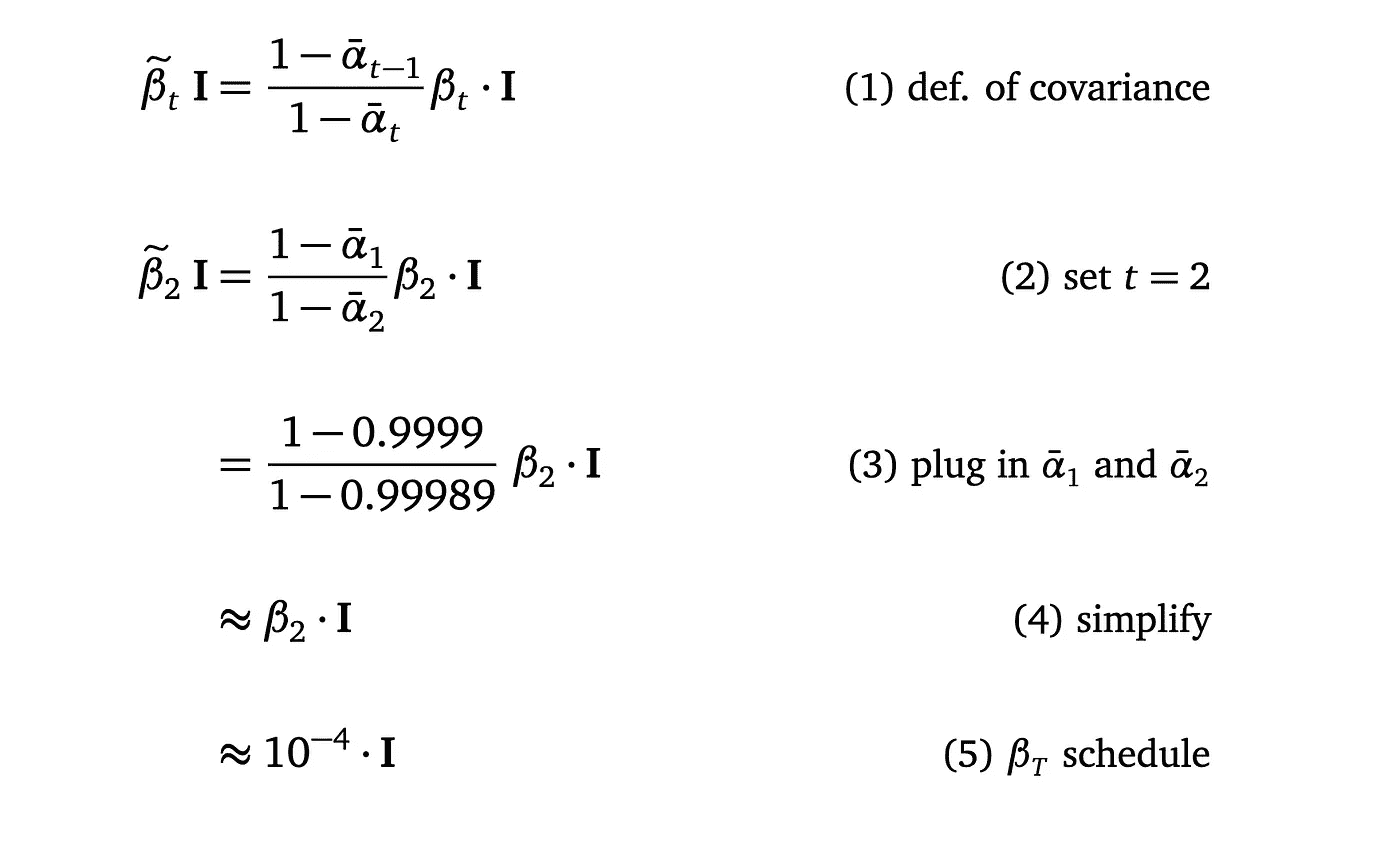 $\tilde{\beta}_t \, \mathbf{I} = \frac{1 - \bar{\alpha}_{t-1}}{1 - \bar{\alpha}_t} \beta_t \cdot \mathbf{I}$ (1) def. of covariance
$\tilde{\beta}_2 \, \mathbf{I} = \frac{1 - \bar{\alpha}_1}{1 - \bar{\alpha}_2} \beta_2 \cdot \mathbf{I}$ (2) set $t = 2$
$= \frac{1 - 0.9999}{1 - 0.99989} \, \beta_2 \cdot \mathbf{I}$ (3) plug in $\bar{\alpha}_1$ and $\bar{\alpha}_2$
$\approx \beta_2 \cdot \mathbf{I}$ (4) simplify
$\approx 10^{-4} \cdot \mathbf{I}$ (5) $\beta_T$ schedule